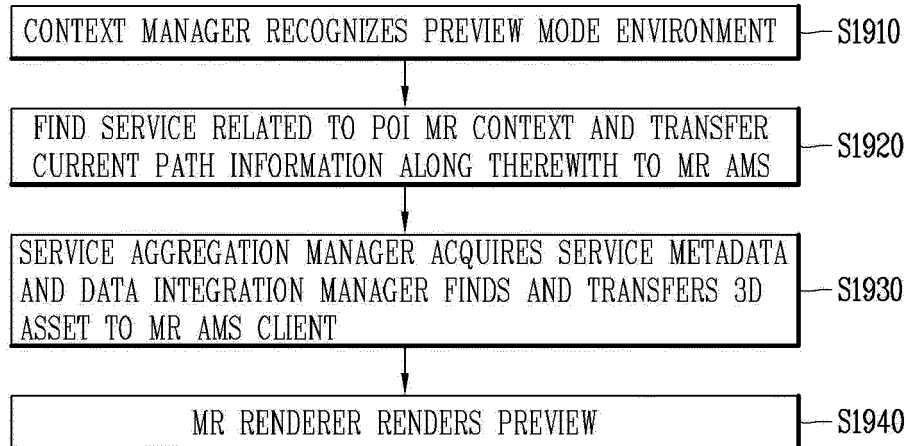 CONTEXT MANAGER RECOGNIZES PREVIEW MODE ENVIRONMENT
S1910
FIND SERVICE RELATED TO POI MR CONTEXT AND TRANSFER
CURRENT PATH INFORMATION ALONG THEREWITH TO MR AMS
S1920
SERVICE AGGREGATION MANAGER ACQUIRES SERVICE METADATA
AND DATA INTEGRATION MANAGER FINDS AND TRANSFERS 3D
ASSET TO MR AMS CLIENT
S1930
MR RENDERER RENDERS PREVIEW
S1940